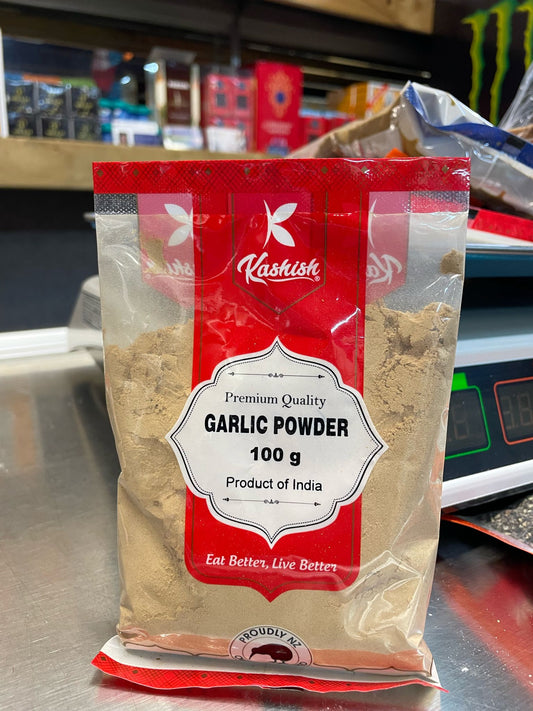 Kashish®
Premium Quality
GARLIC POWDER
100 g
Product of India
Eat Better, Live Better
PROUDLY NZ